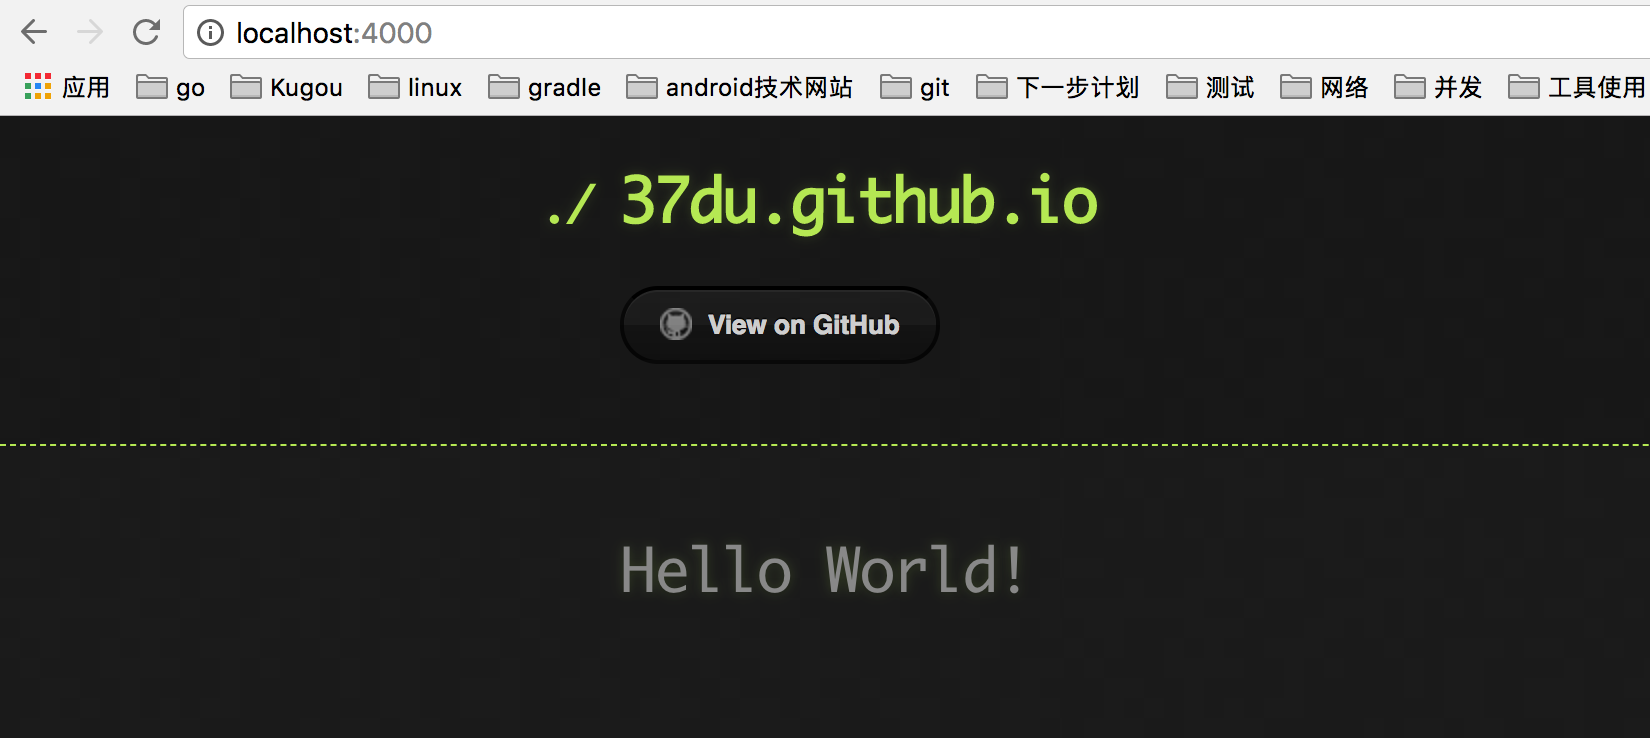 localhost:4000
应用 go Kugou linux gradle android技术网站 git 下一步计划 测试 网络 并发 工具使用
./ 37du.github.io
View on GitHub
Hello World!